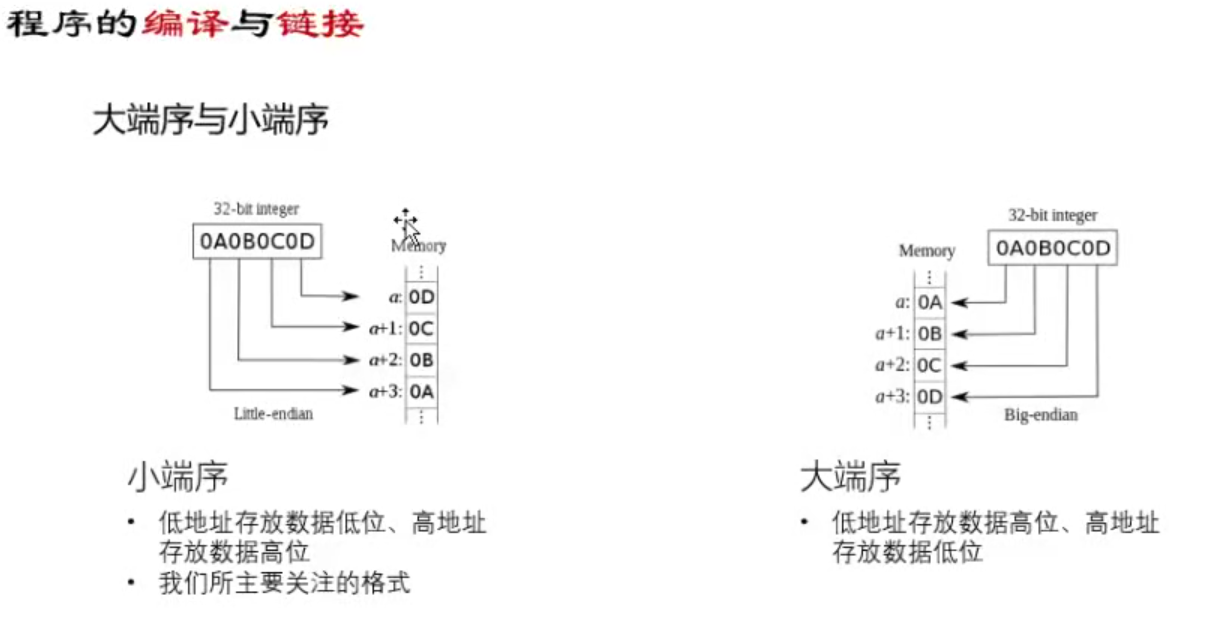 程序的编译与链接
大端序与小端序
32-bit integer
0A0B0C0D
Memory
⋮
a: 0D
a+1: 0C
a+2: 0B
a+3: 0A
⋮
Little-endian
小端序
• 低地址存放数据低位、高地址
存放数据高位
• 我们所主要关注的格式
32-bit integer
0A0B0C0D
Memory
⋮
a: 0A
a+1: 0B
a+2: 0C
a+3: 0D
⋮
Big-endian
大端序
• 低地址存放数据高位、高地址
存放数据低位